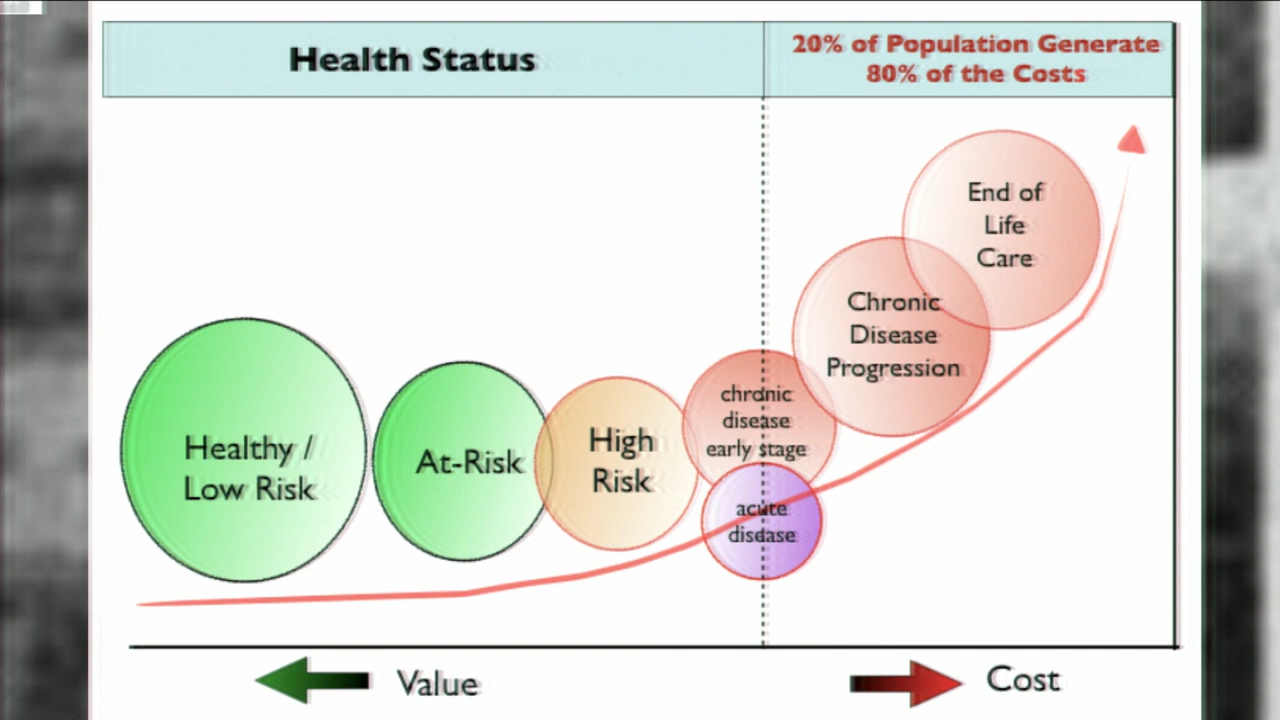 Health Status
20% of Population Generate
80% of the Costs
End of
Life
Care
Chronic
Disease
Progression
chronic
disease
early stage
Healthy /
Low Risk
At-Risk
High
Risk
acute
disease
Value
Cost